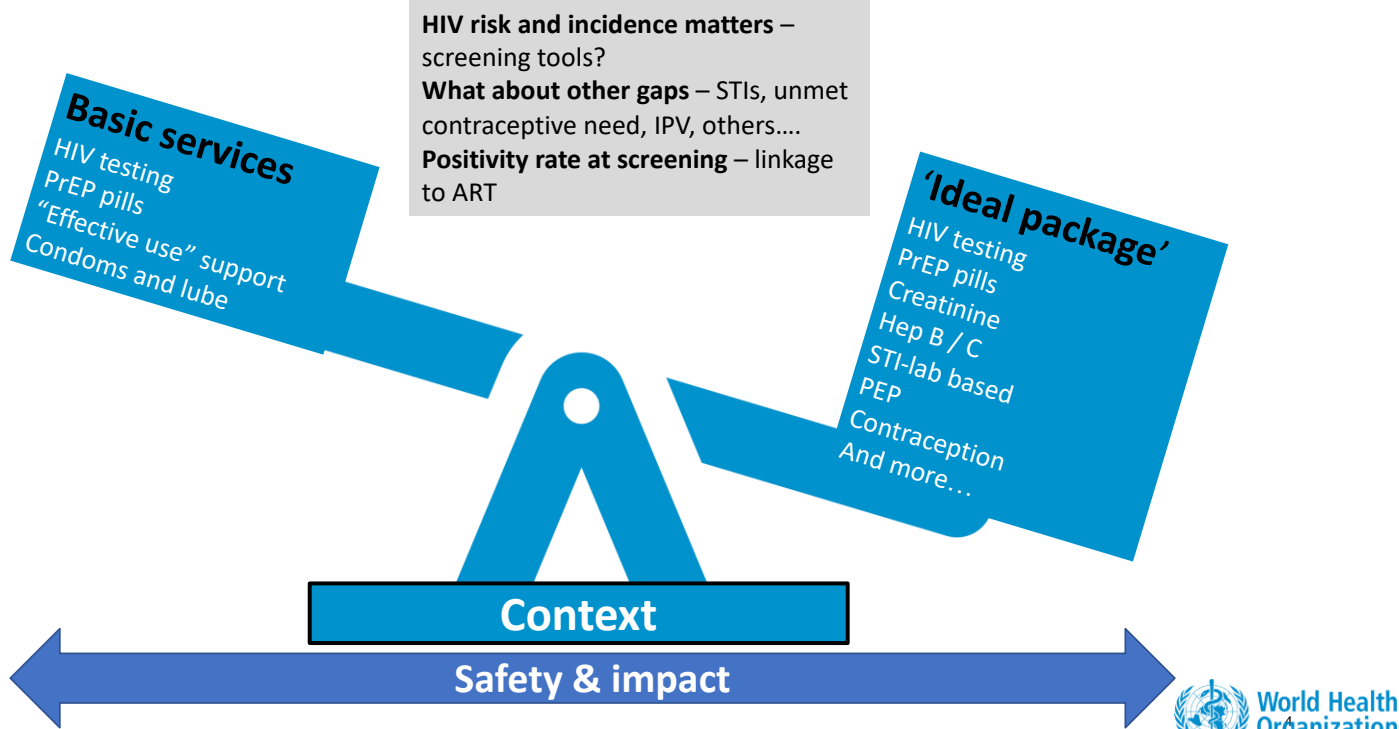 HIV risk and incidence matters –
screening tools?
What about other gaps – STIs, unmet
contraceptive need, IPV, others....
Positivity rate at screening – linkage
to ART
Basic services
HIV testing
PrEP pills
“Effective use” support
Condoms and lube
‘Ideal package’
HIV testing
PrEP pills
Creatinine
Hep B / C
STI-lab based
PEP
Contraception
And more…
Context
Safety & impact
World Health
Organization
4